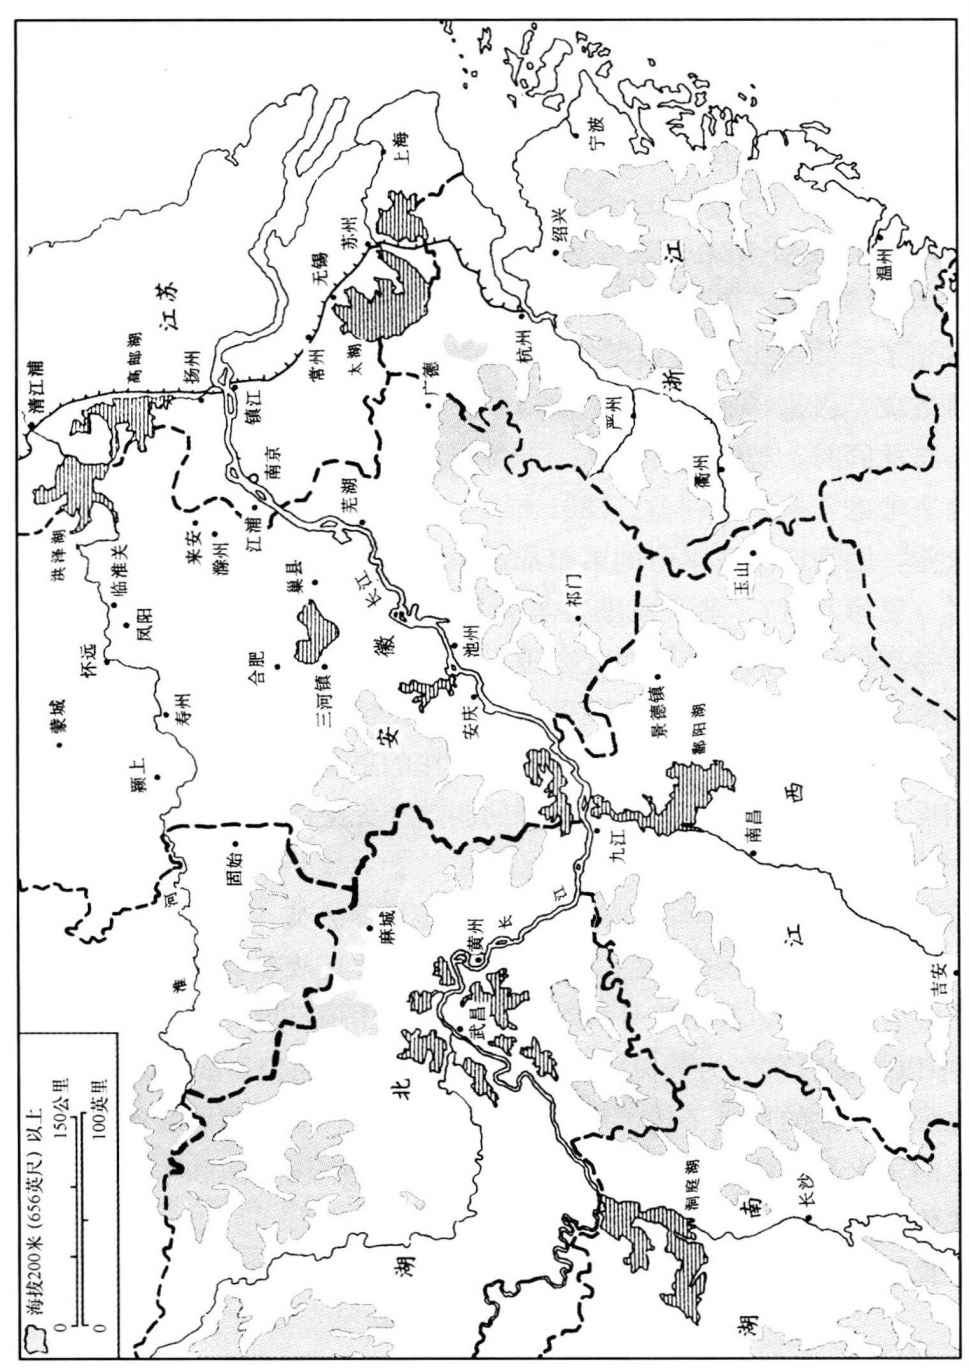 海拔200米 (656英尺) 以上
0 150公里
0 100英里
清江浦
高邮湖
江苏
扬州
镇江
常州
无锡
苏州
上海
太湖
广德
杭州
绍兴
宁波
浙
江
严州
衢州
温州
洪泽湖
临淮关
凤阳
怀远
蒙城
寿州
颍上
来安
滁州
江浦
南京
芜湖
巢县
长江
合肥
三河镇
安
徽
池州
安庆
祁门
玉山
景德镇
鄱阳湖
南昌
九江
江
西
吉安
固始
淮
河
麻城
黄州
长
江
武昌
湖
北
洞庭湖
长沙
湖
南